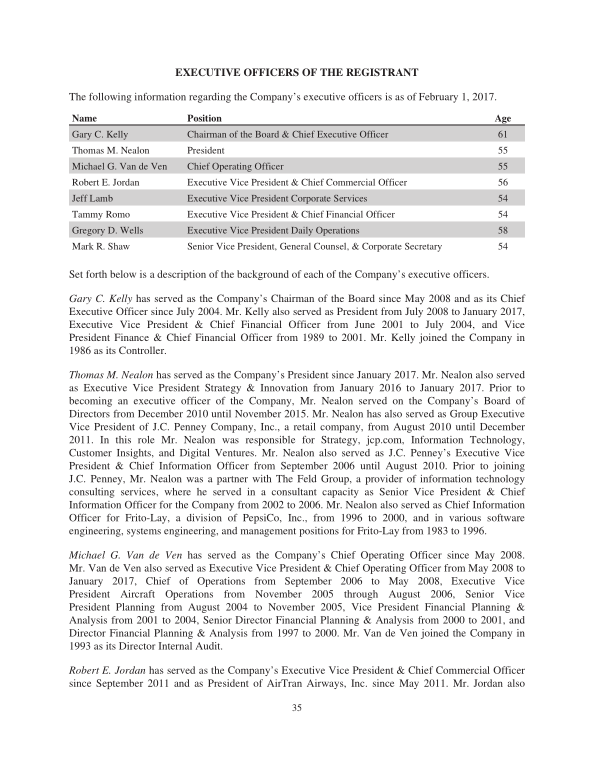 EXECUTIVE OFFICERS OF THE REGISTRANT
The following information regarding the Company’s executive officers is as of February 1, 2017.
Name Position Age
Gary C. Kelly Chairman of the Board & Chief Executive Officer 61
Thomas M. Nealon President 55
Michael G. Van de Ven Chief Operating Officer 55
Robert E. Jordan Executive Vice President & Chief Commercial Officer 56
Jeff Lamb Executive Vice President Corporate Services 54
Tammy Romo Executive Vice President & Chief Financial Officer 54
Gregory D. Wells Executive Vice President Daily Operations 58
Mark R. Shaw Senior Vice President, General Counsel, & Corporate Secretary 54
Set forth below is a description of the background of each of the Company’s executive officers.
Gary C. Kelly has served as the Company’s Chairman of the Board since May 2008 and as its Chief
Executive Officer since July 2004. Mr. Kelly also served as President from July 2008 to January 2017,
Executive Vice President & Chief Financial Officer from June 2001 to July 2004, and Vice
President Finance & Chief Financial Officer from 1989 to 2001. Mr. Kelly joined the Company in
1986 as its Controller.
Thomas M. Nealon has served as the Company’s President since January 2017. Mr. Nealon also served
as Executive Vice President Strategy & Innovation from January 2016 to January 2017. Prior to
becoming an executive officer of the Company, Mr. Nealon served on the Company’s Board of
Directors from December 2010 until November 2015. Mr. Nealon has also served as Group Executive
Vice President of J.C. Penney Company, Inc., a retail company, from August 2010 until December
2011. In this role Mr. Nealon was responsible for Strategy, jcp.com, Information Technology,
Customer Insights, and Digital Ventures. Mr. Nealon also served as J.C. Penney’s Executive Vice
President & Chief Information Officer from September 2006 until August 2010. Prior to joining
J.C. Penney, Mr. Nealon was a partner with The Feld Group, a provider of information technology
consulting services, where he served in a consultant capacity as Senior Vice President & Chief
Information Officer for the Company from 2002 to 2006. Mr. Nealon also served as Chief Information
Officer for Frito-Lay, a division of PepsiCo, Inc., from 1996 to 2000, and in various software
engineering, systems engineering, and management positions for Frito-Lay from 1983 to 1996.
Michael G. Van de Ven has served as the Company’s Chief Operating Officer since May 2008.
Mr. Van de Ven also served as Executive Vice President & Chief Operating Officer from May 2008 to
January 2017, Chief of Operations from September 2006 to May 2008, Executive Vice
President Aircraft Operations from November 2005 through August 2006, Senior Vice
President Planning from August 2004 to November 2005, Vice President Financial Planning &
Analysis from 2001 to 2004, Senior Director Financial Planning & Analysis from 2000 to 2001, and
Director Financial Planning & Analysis from 1997 to 2000. Mr. Van de Ven joined the Company in
1993 as its Director Internal Audit.
Robert E. Jordan has served as the Company’s Executive Vice President & Chief Commercial Officer
since September 2011 and as President of AirTran Airways, Inc. since May 2011. Mr. Jordan also
35